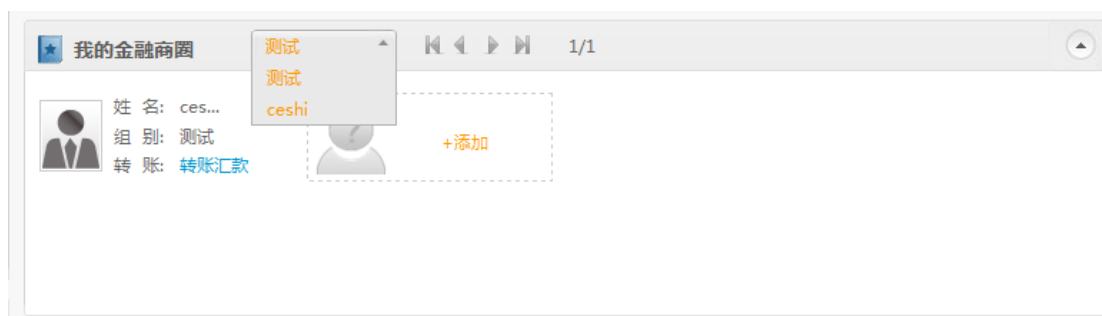 我的金融商圈
测试
1/1
测试
ceshi
姓 名: ces...
组 别: 测试
转 账: 转账汇款
?
+添加